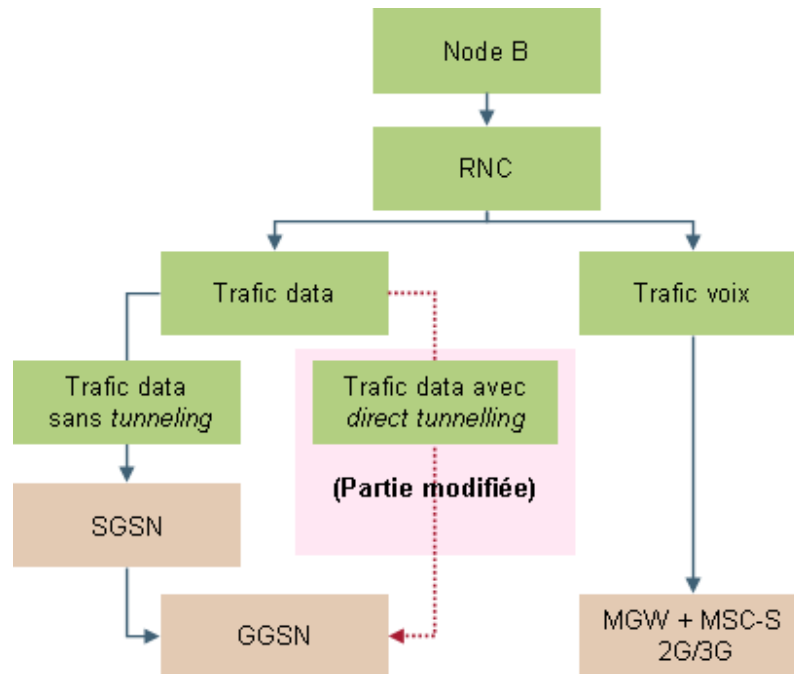 Node B
RNC
Trafic data
Trafic voix
Trafic data
sans tunneling
Trafic data avec
direct tunnelling
(Partie modifiée)
SGSN
GGSN
MGW + MSC-S
2G/3G